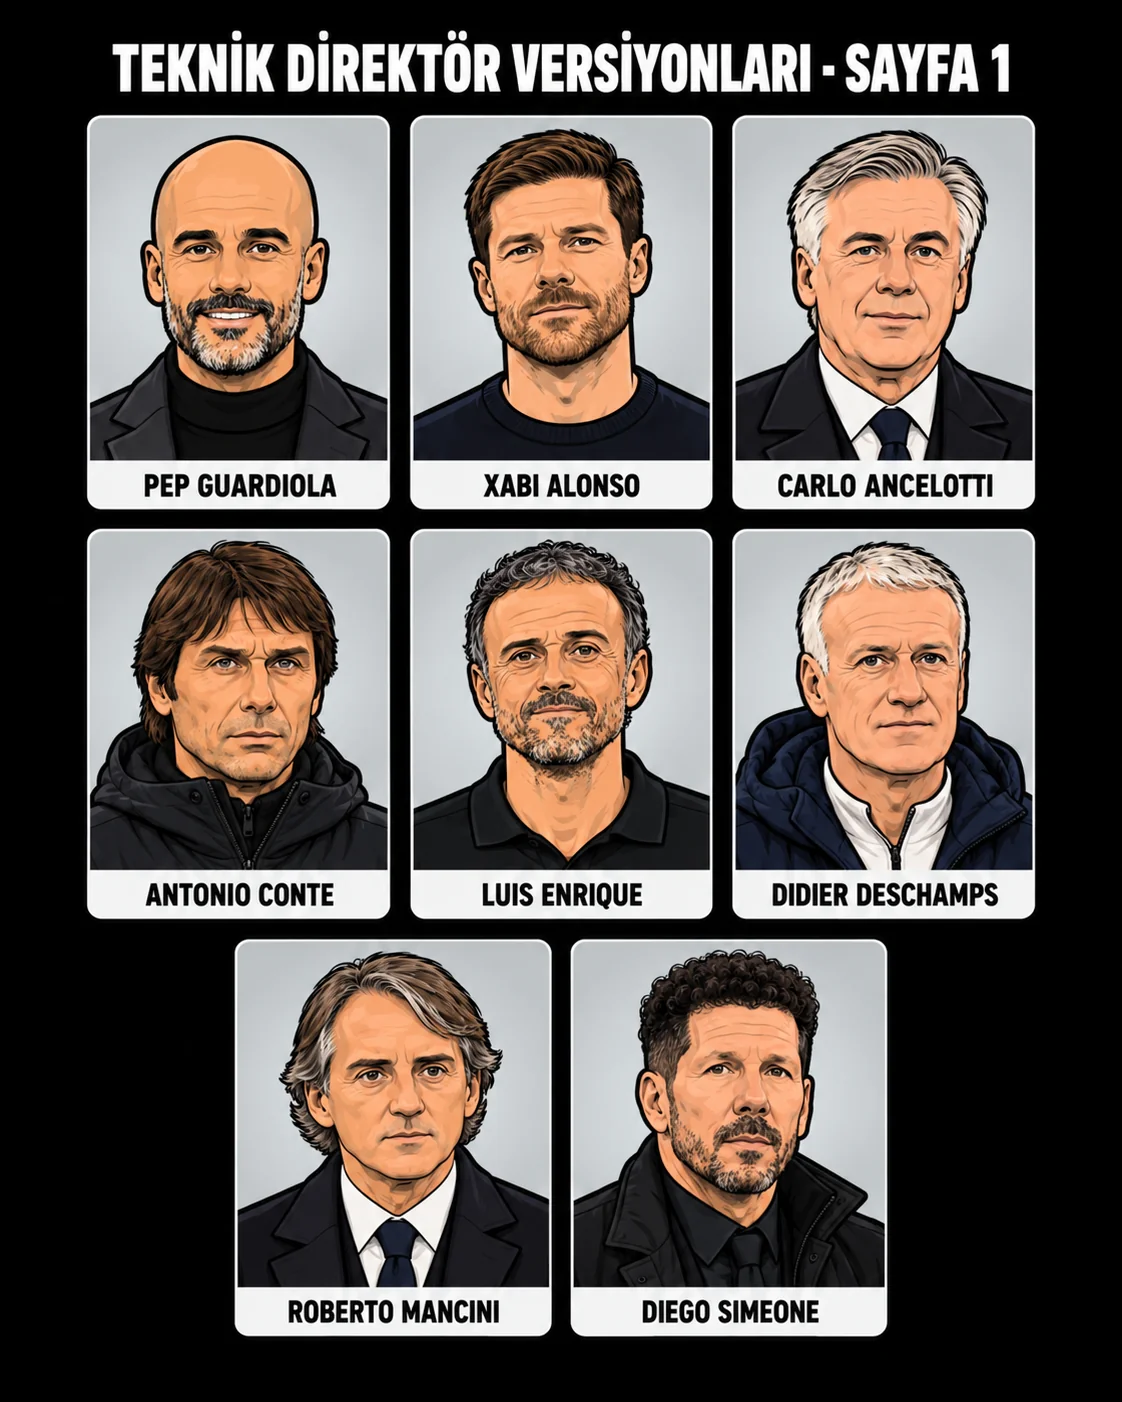 TEKNİK DİREKTÖR VERSİYONLARI - SAYFA 1
PEP GUARDIOLA
XABI ALONSO
CARLO ANCELOTTI
ANTONIO CONTE
LUIS ENRIQUE
DIDIER DESCHAMPS
ROBERTO MANCINI
DIEGO SIMEONE